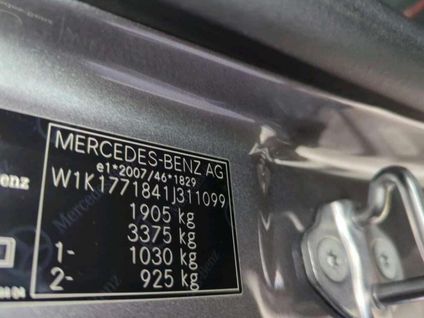 MERCEDES-BENZ AG
e1*2007/46*1829
W1K1771841J311099
1905 kg
3375 kg
1- 1030 kg
2- 925 kg